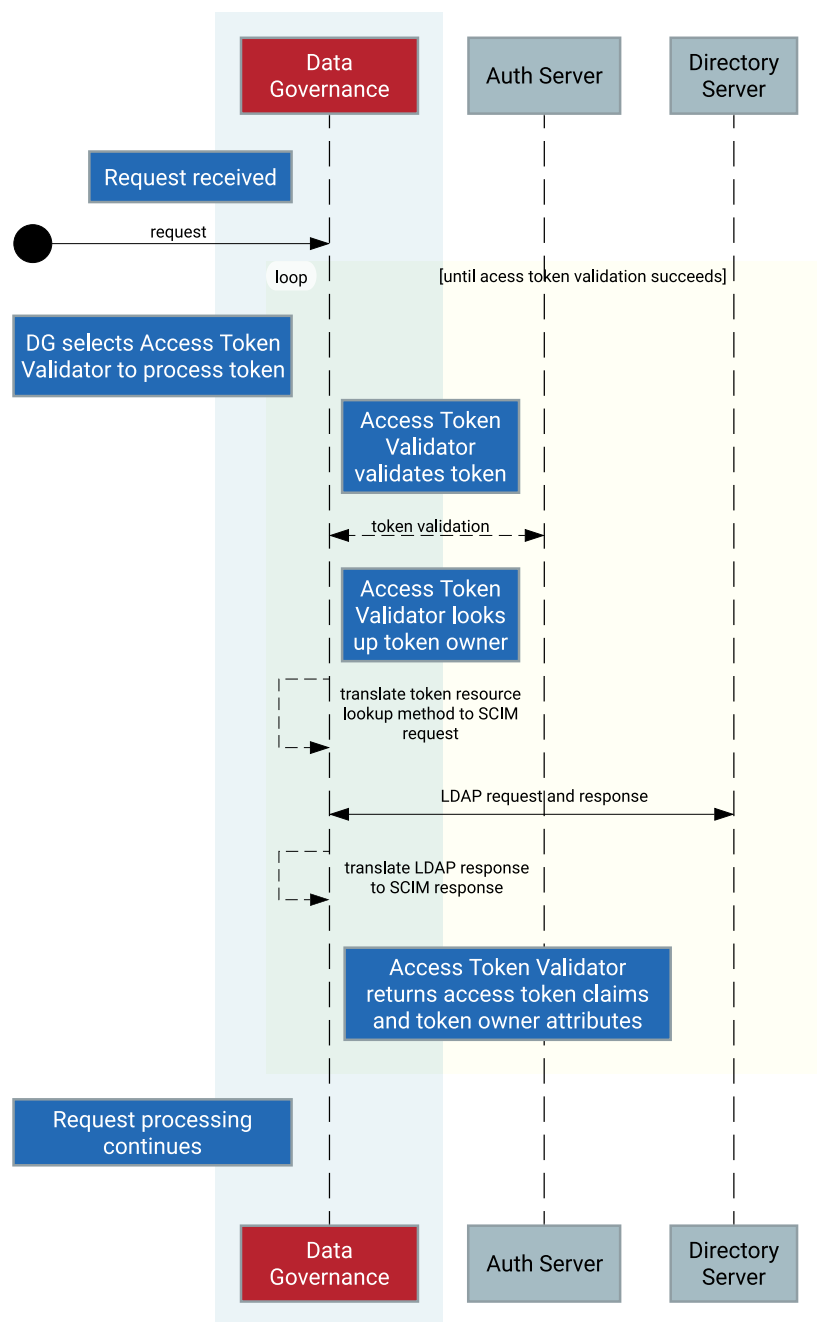 Data
Governance
Auth Server
Directory
Server
Request received
request
loop
[until acess token validation succeeds]
DG selects Access Token
Validator to process token
Access Token
Validator
validates token
token validation
Access Token
Validator looks
up token owner
translate token resource
lookup method to SCIM
request
LDAP request and response
translate LDAP response
to SCIM response
Access Token Validator
returns access token claims
and token owner attributes
Request processing
continues
Data
Governance
Auth Server
Directory
Server